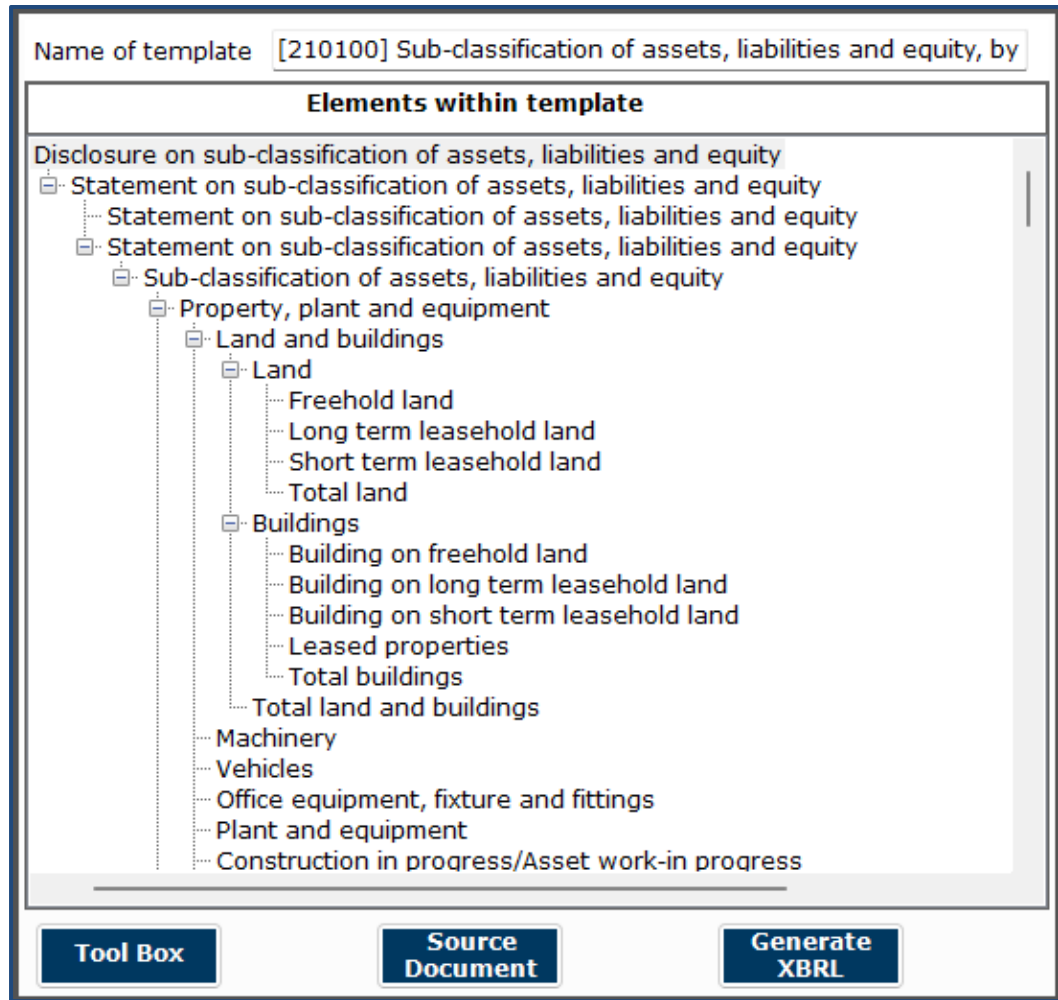 Name of template [210100] Sub-classification of assets, liabilities and equity, by
Elements within template
Disclosure on sub-classification of assets, liabilities and equity
Statement on sub-classification of assets, liabilities and equity
Statement on sub-classification of assets, liabilities and equity
Statement on sub-classification of assets, liabilities and equity
Sub-classification of assets, liabilities and equity
Property, plant and equipment
Land and buildings
Land
Freehold land
Long term leasehold land
Short term leasehold land
Total land
Buildings
Building on freehold land
Building on long term leasehold land
Building on short term leasehold land
Leased properties
Total buildings
Total land and buildings
Machinery
Vehicles
Office equipment, fixture and fittings
Plant and equipment
Construction in progress/Asset work-in progress
Tool Box
Source
Document
Generate
XBRL